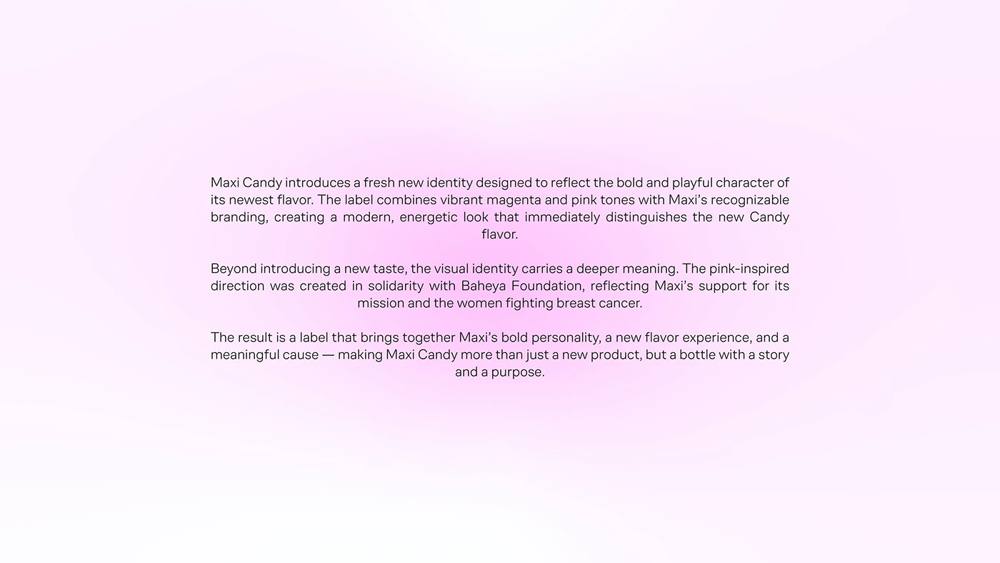 Maxi Candy introduces a fresh new identity designed to reflect the bold and playful character of
its newest flavor. The label combines vibrant magenta and pink tones with Maxi's recognizable
branding, creating a modern, energetic look that immediately distinguishes the new Candy
flavor.
Beyond introducing a new taste, the visual identity carries a deeper meaning. The pink-inspired
direction was created in solidarity with Baheya Foundation, reflecting Maxi's support for its
mission and the women fighting breast cancer.
The result is a label that brings together Maxi's bold personality, a new flavor experience, and a
meaningful cause — making Maxi Candy more than just a new product, but a bottle with a story
and a purpose.